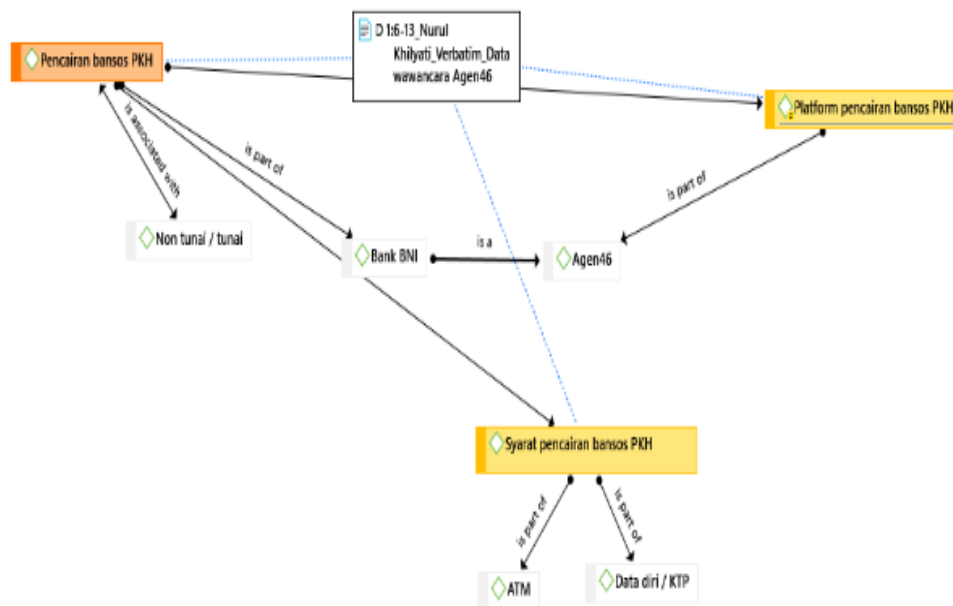 D 1:6-13_Nurul
Khilyati_Verbatim_Data
wawancara Agen46
Pencairan bansos PKH
Platform pencairan bansos PKH
is associated with
is part of
is part of
Non tunai / tunai
Bank BNI
is a
Agen46
Syarat pencairan bansos PKH
is part of
is part of
ATM
Data diri / KTP